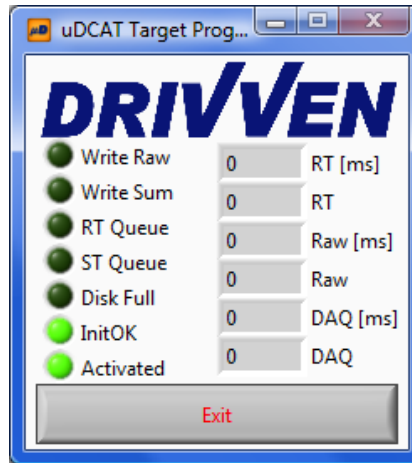 uDCAT Target Prog...
DRIVVEN
Write Raw
0 RT [ms]
Write Sum
0 RT
RT Queue
0 Raw [ms]
ST Queue
0 Raw
Disk Full
0 DAQ [ms]
InitOK
0 DAQ
Activated
Exit